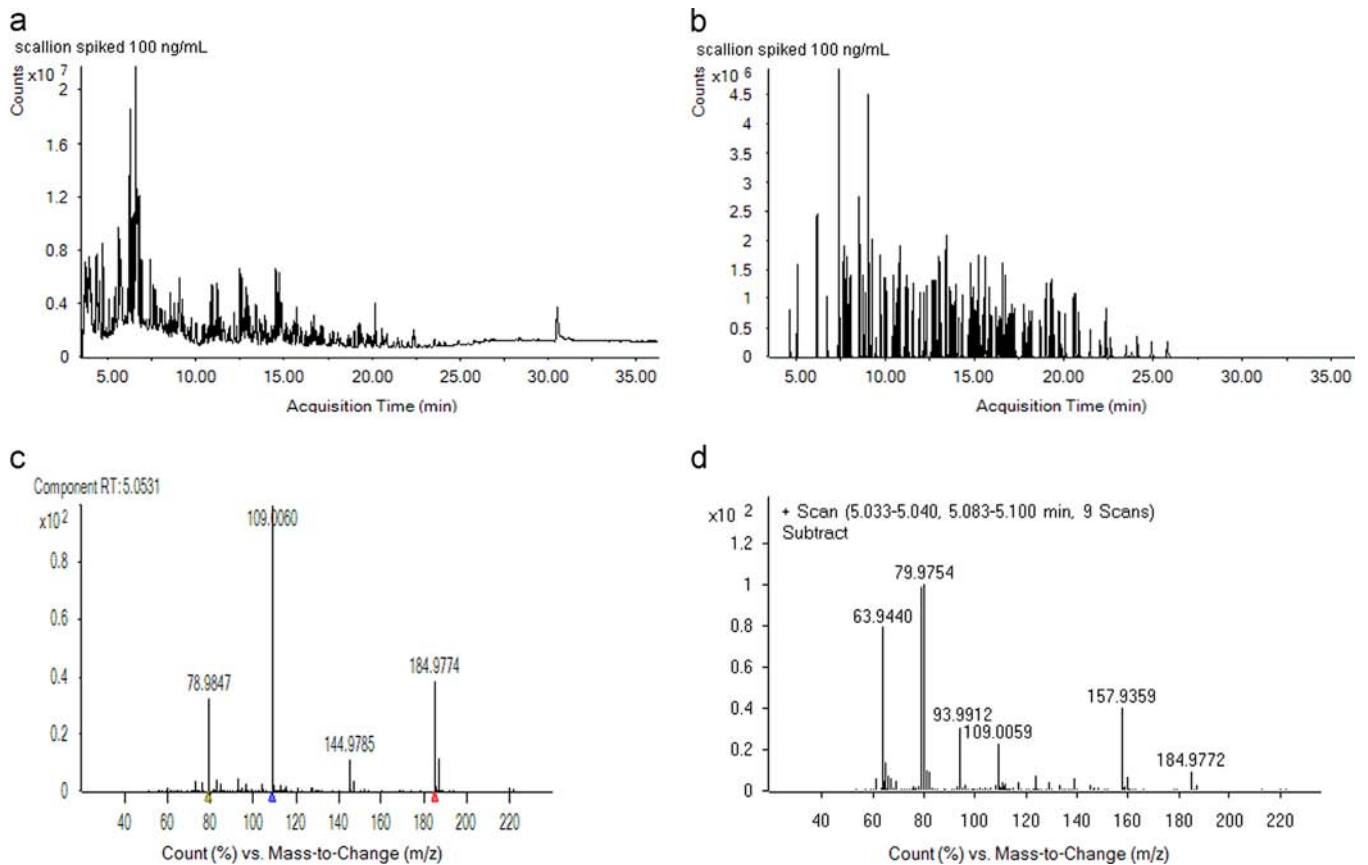 a
scallion spiked 100 ng/mL
x10 7
Counts
2
1.6
1.2
0.8
0.4
0
5.00 10.00 15.00 20.00 25.00 30.00 35.00
Acquisition Time (min)
b
scallion spiked 100 ng/mL
x10 6
Counts
4.5
4
3.5
3
2.5
2
1.5
1
0.5
0
5.00 10.00 15.00 20.00 25.00 30.00 35.00
Acquisition Time (min)
c
Component RT: 5.0531
x10 2
109.0060
0.8
0.6
0.4
0.2
0
78.9847
144.9785
184.9774
40 60 80 100 120 140 160 180 200 220
Count (%) vs. Mass-to-Change (m/z)
d
x10 2
+ Scan (5.033-5.040, 5.083-5.100 min, 9 Scans)
Subtract
1.2
1
0.8
0.6
0.4
0.2
0
79.9754
63.9440
93.9912
109.0059
157.9359
184.9772
40 60 80 100 120 140 160 180 200 220
Count (%) vs. Mass-to-Change (m/z)